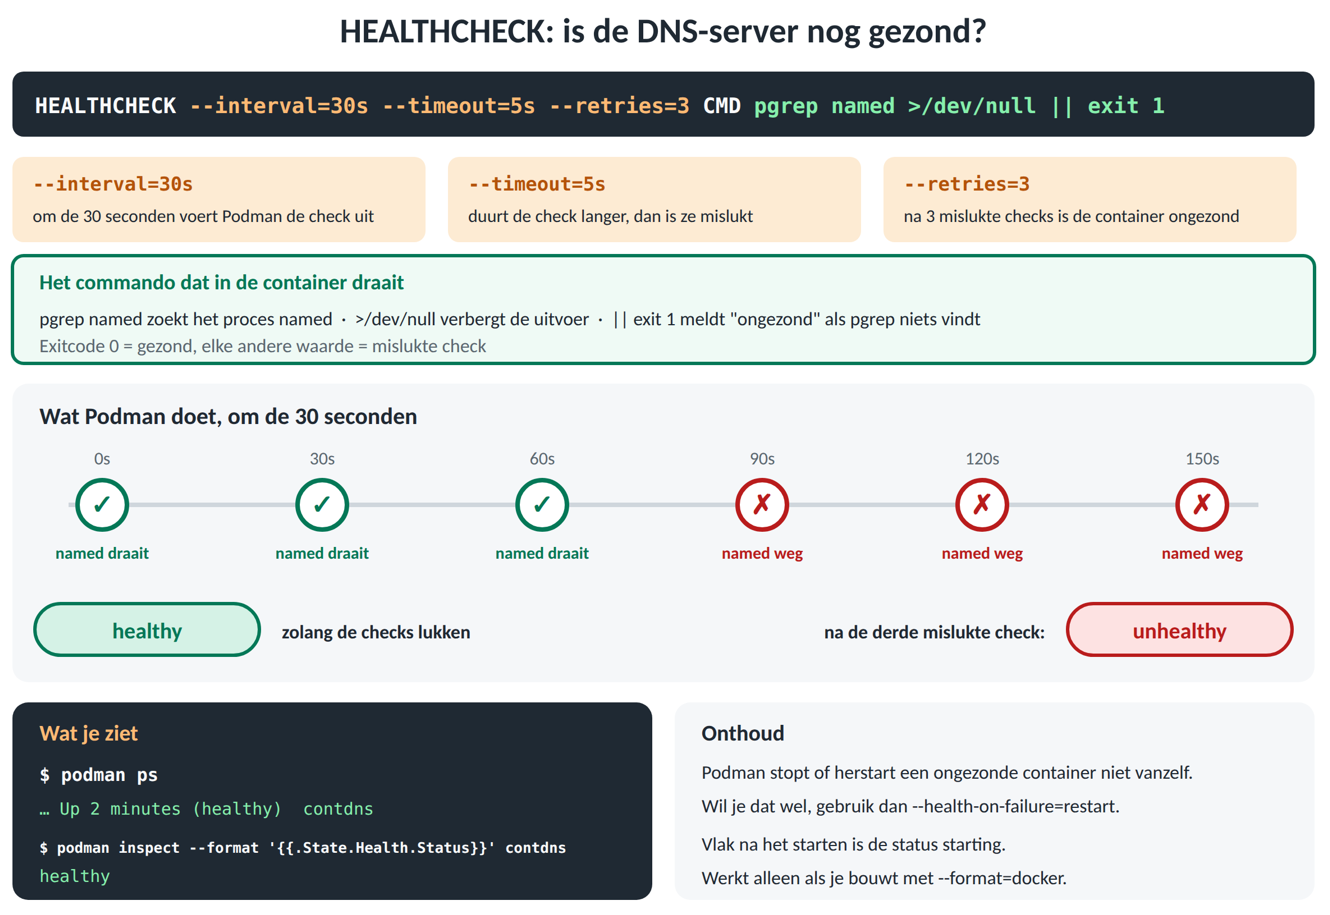 HEALTHCHECK: is de DNS-server nog gezond?
HEALTHCHECK --interval=30s --timeout=5s --retries=3 CMD pgrep named >/dev/null || exit 1
--interval=30s
om de 30 seconden voert Podman de check uit
--timeout=5s
duurt de check langer, dan is ze mislukt
--retries=3
na 3 mislukte checks is de container ongezond
Het commando dat in de container draait
pgrep named zoekt het proces named · >/dev/null verbergt de uitvoer · || exit 1 meldt "ongezond" als pgrep niets vindt
Exitcode 0 = gezond, elke andere waarde = mislukte check
Wat Podman doet, om de 30 seconden
0s 30s 60s 90s 120s 150s
✓ ✓ ✓ ✗ ✗ ✗
named draait named draait named draait named weg named weg named weg
healthy zolang de checks lukken na de derde mislukte check: unhealthy
Wat je ziet
$ podman ps
… Up 2 minutes (healthy) contdns
$ podman inspect --format '{{.State.Health.Status}}' contdns
healthy
Onthoud
Podman stopt of herstart een ongezonde container niet vanzelf.
Wil je dat wel, gebruik dan --health-on-failure=restart.
Vlak na het starten is de status starting.
Werkt alleen als je bouwt met --format=docker.